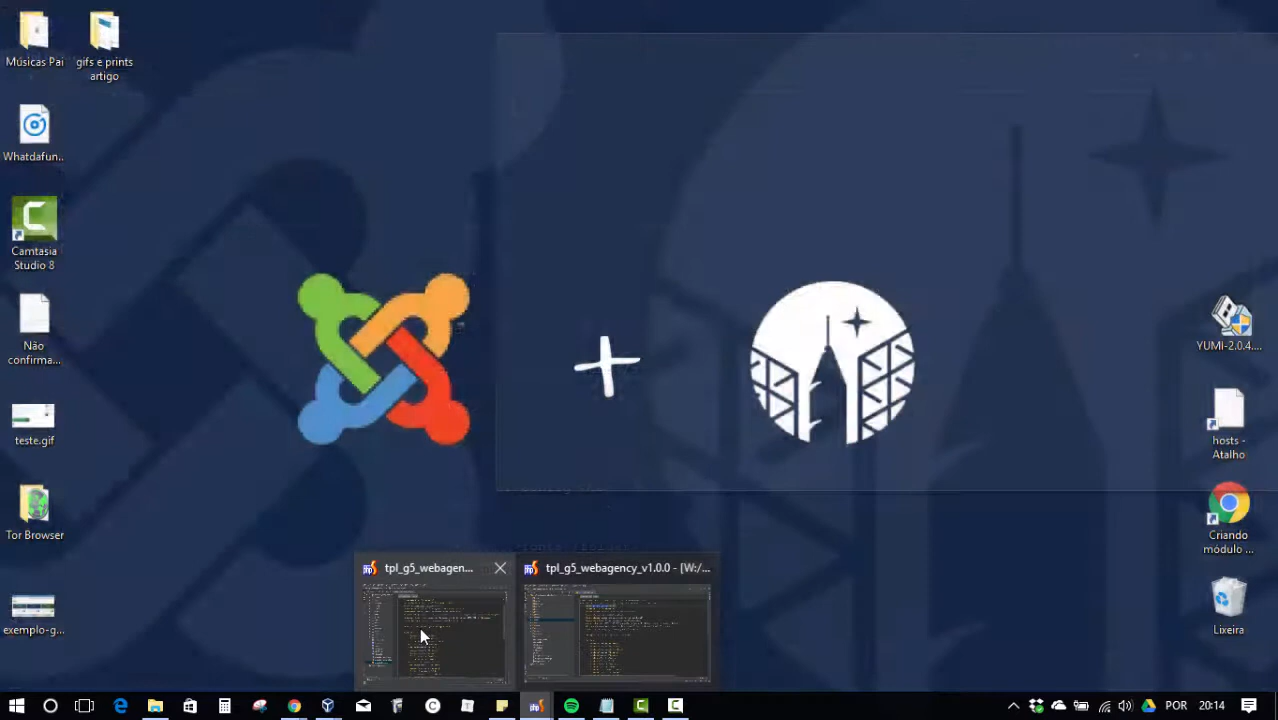 Músicas Pai
gifs e prints
artigo
Whatdafun...
Camtasia
Studio 8
Não
confirma...
YUMI-2.0.4....
teste.gif
hosts -
Atalho
Tor Browser
Criando
módulo ...
tpl_g5_webagen...
tpl_g5_webagency_v1.0.0 - [W:/...
exemplo-g...
Lixeira
POR
20:14